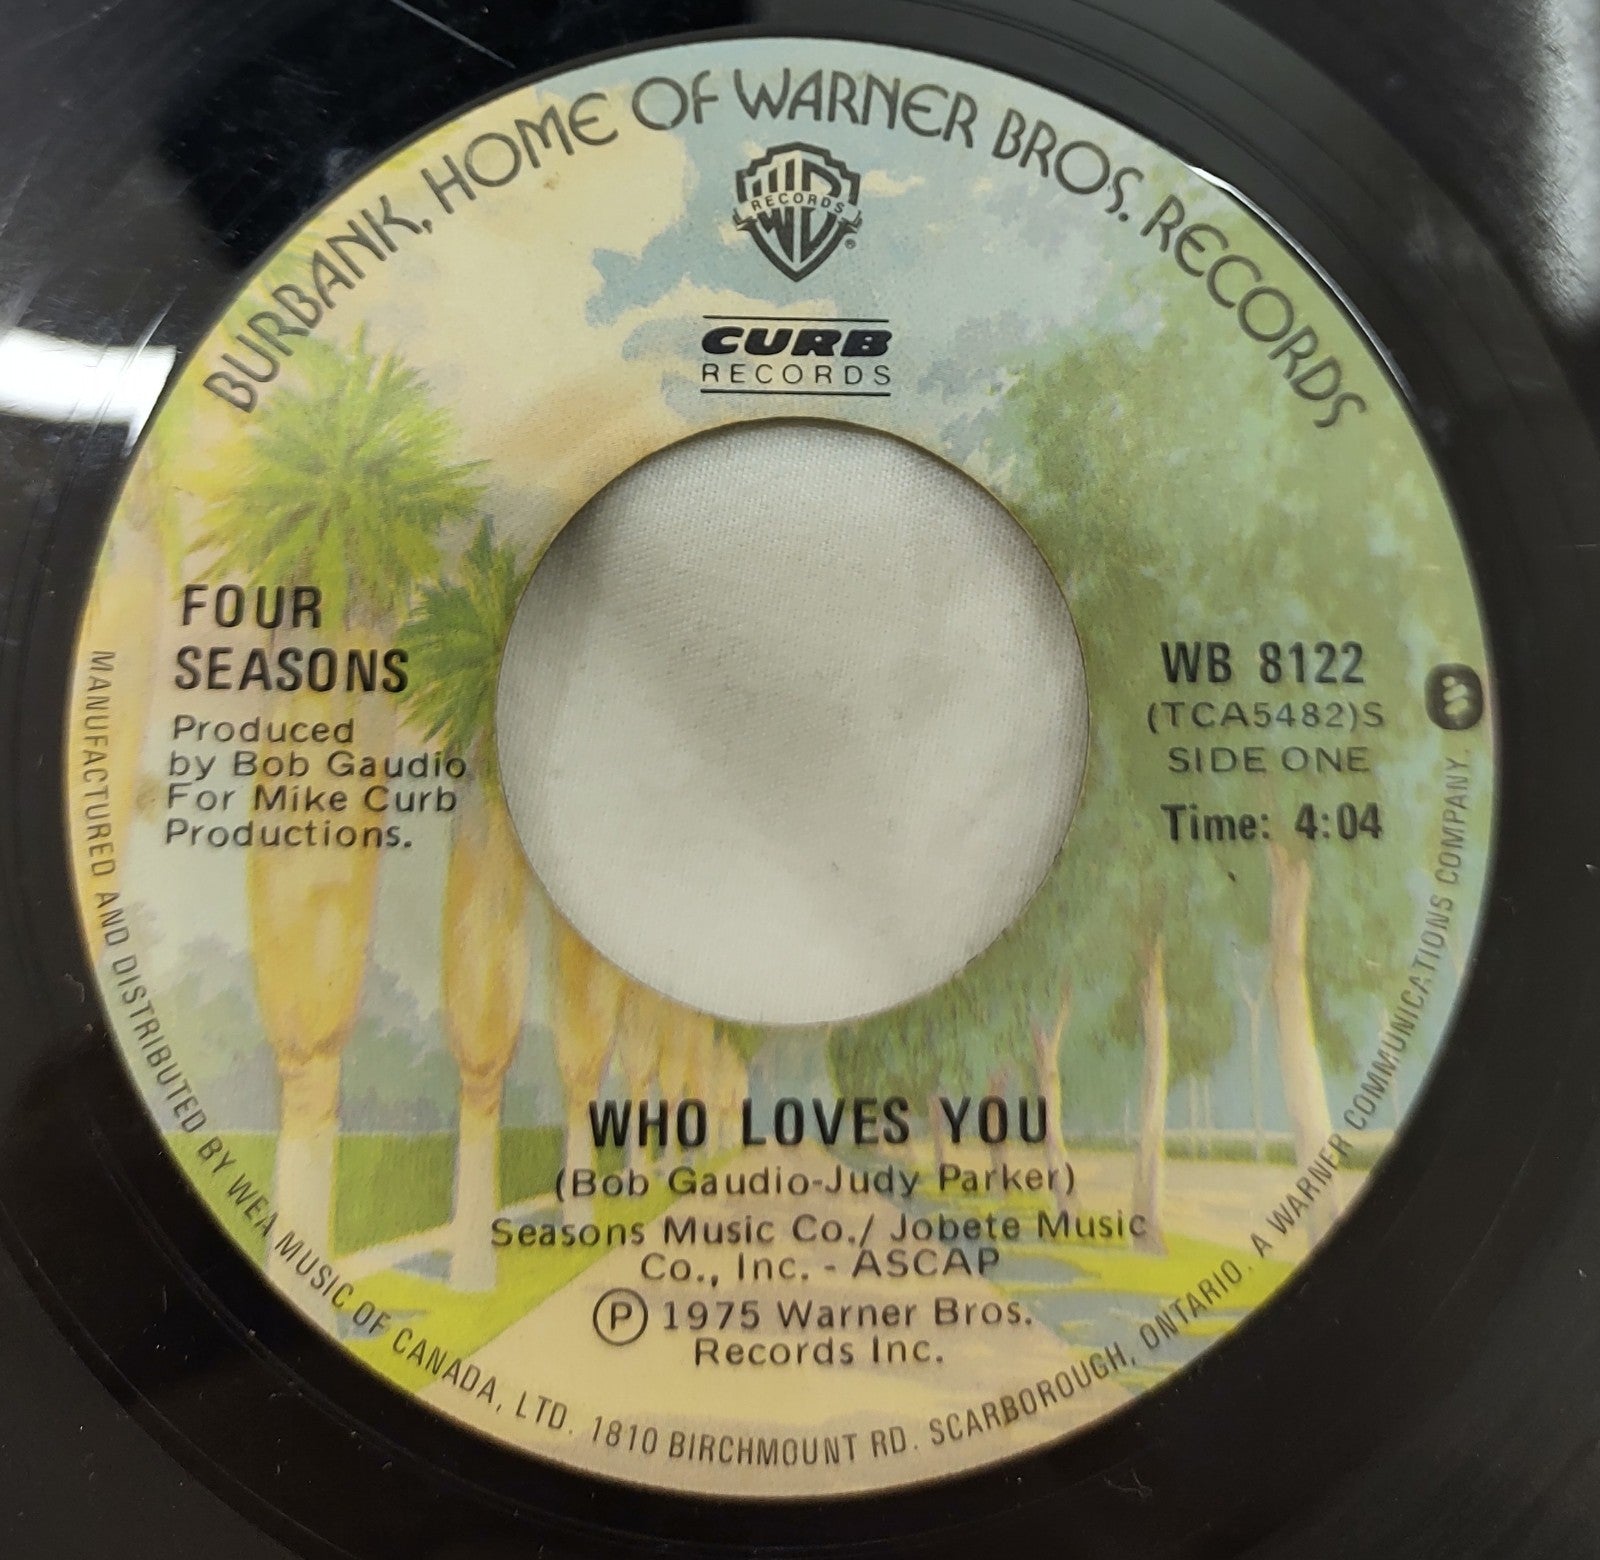 BURBANK, HOME OF WARNER BROS. RECORDS
RECORDS
CURB
RECORDS
FOUR
SEASONS
Produced
by Bob Gaudio
For Mike Curb
Productions.
WB 8122
(TCA5482)S
SIDE ONE
Time: 4:04
WHO LOVES YOU
(Bob Gaudio-Judy Parker)
Seasons Music Co./ Jobete Music
Co., Inc. - ASCAP
Ⓟ 1975 Warner Bros.
Records Inc.
MANUFACTURED AND DISTRIBUTED BY WEA MUSIC OF CANADA, LTD. 1810 BIRCHMOUNT RD. SCARBOROUGH, ONTARIO. A WARNER COMMUNICATIONS COMPANY.